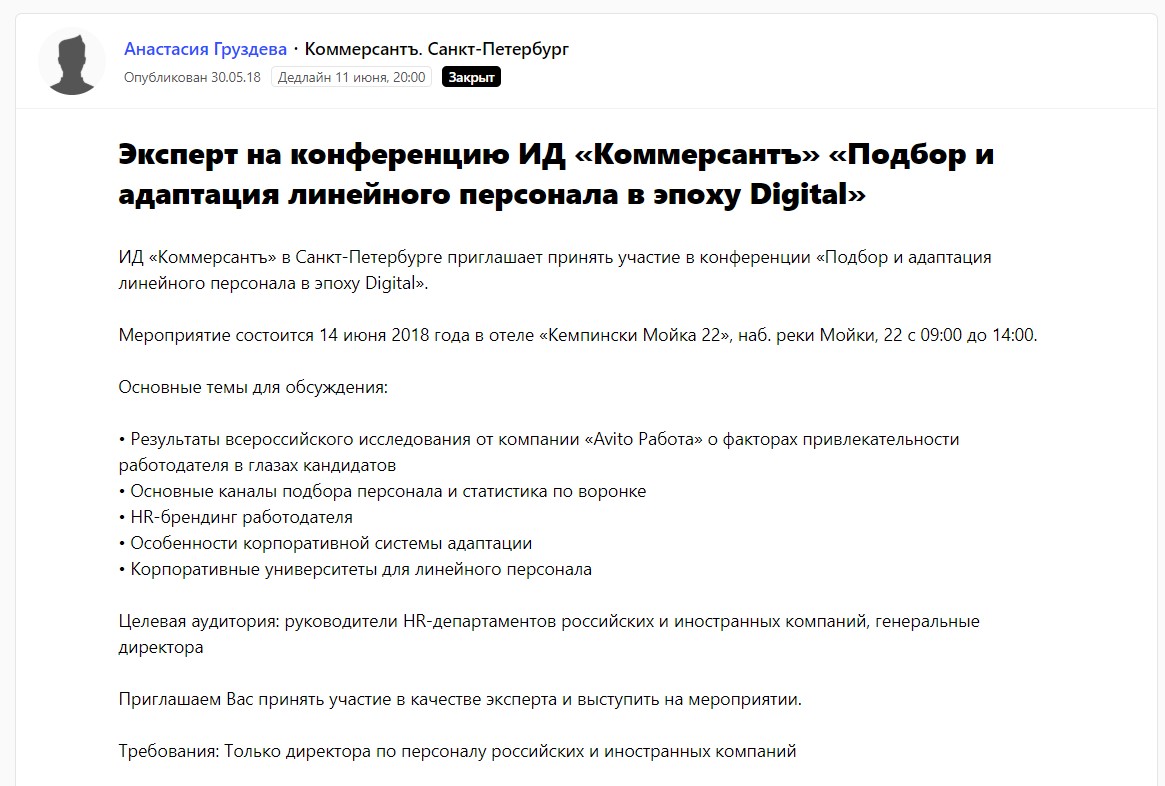 Анастасия Груздева · Коммерсантъ. Санкт-Петербург
Опубликован 30.05.18 Дедлайн 11 июня, 20:00 Закрыт
Эксперт на конференцию ИД «Коммерсантъ» «Подбор и
адаптация линейного персонала в эпоху Digital»
ИД «Коммерсантъ» в Санкт-Петербурге приглашает принять участие в конференции «Подбор и адаптация
линейного персонала в эпоху Digital».
Мероприятие состоится 14 июня 2018 года в отеле «Кемпински Мойка 22», наб. реки Мойки, 22 с 09:00 до 14:00.
Основные темы для обсуждения:
• Результаты всероссийского исследования от компании «Avito Работа» о факторах привлекательности
работодателя в глазах кандидатов
• Основные каналы подбора персонала и статистика по воронке
• HR-брендинг работодателя
• Особенности корпоративной системы адаптации
• Корпоративные университеты для линейного персонала
Целевая аудитория: руководители HR-департаментов российских и иностранных компаний, генеральные
директора
Приглашаем Вас принять участие в качестве эксперта и выступить на мероприятии.
Требования: Только директора по персоналу российских и иностранных компаний